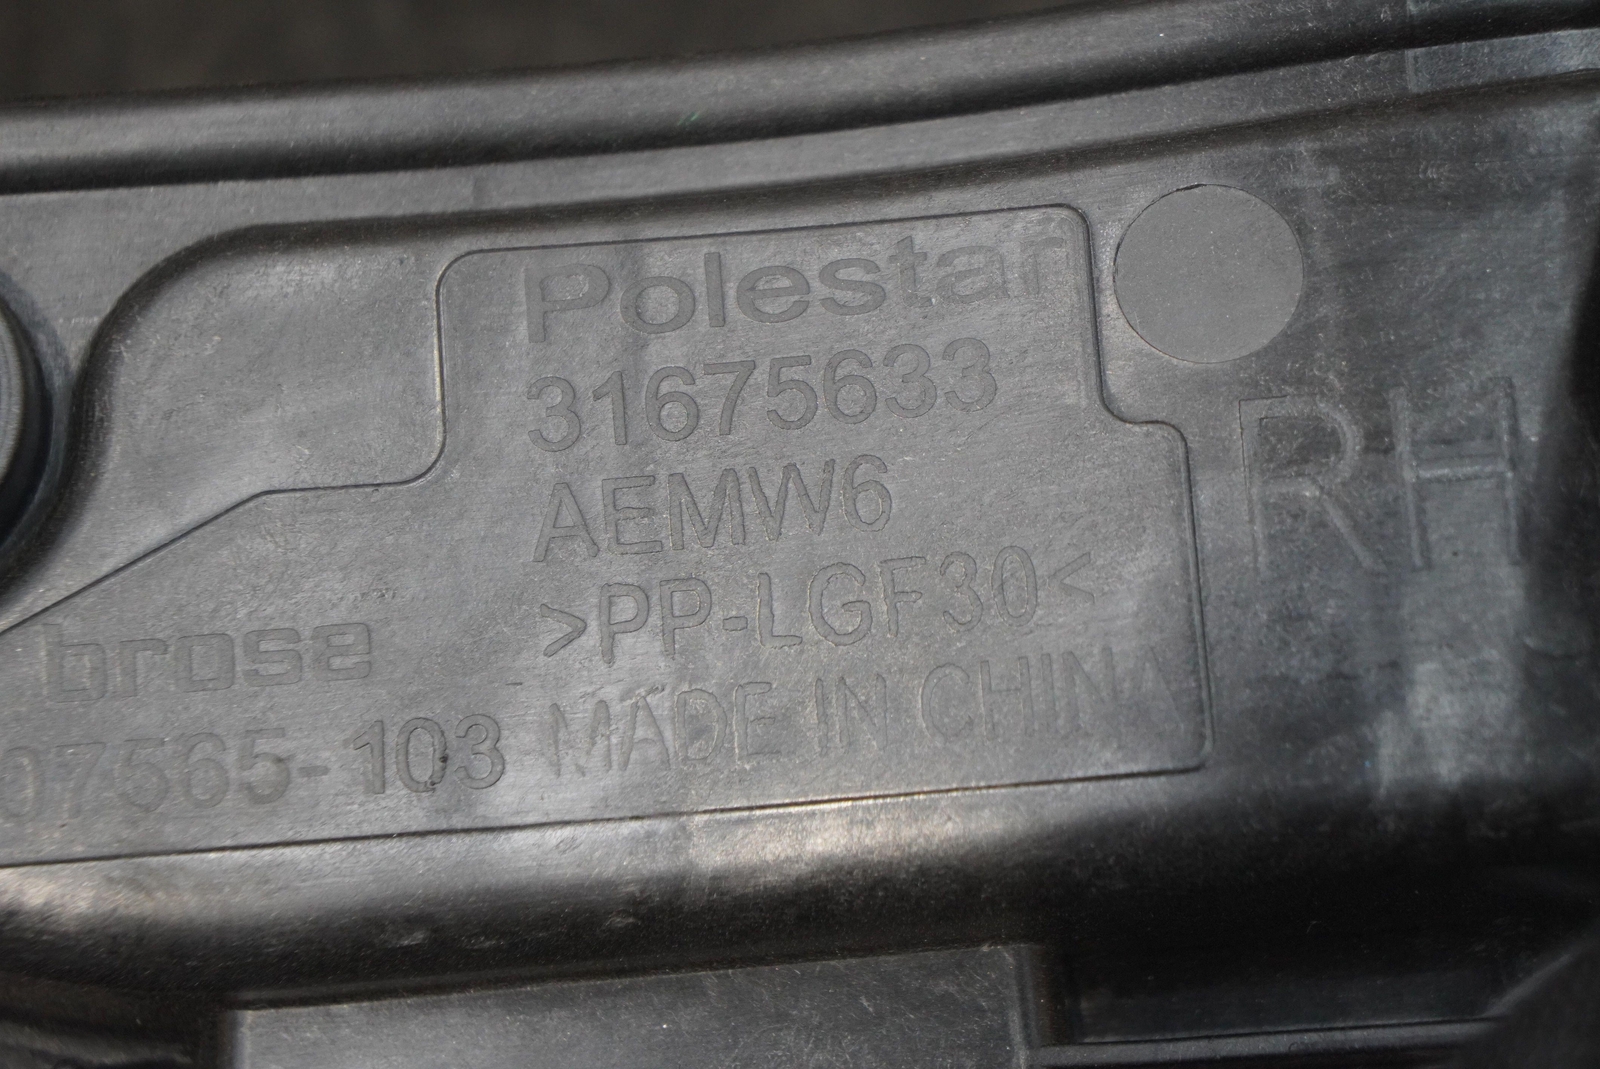 Polestar
31675633
AEMW6
>PP-LGF30<
RH
brose
07565-103 MADE IN CHINA